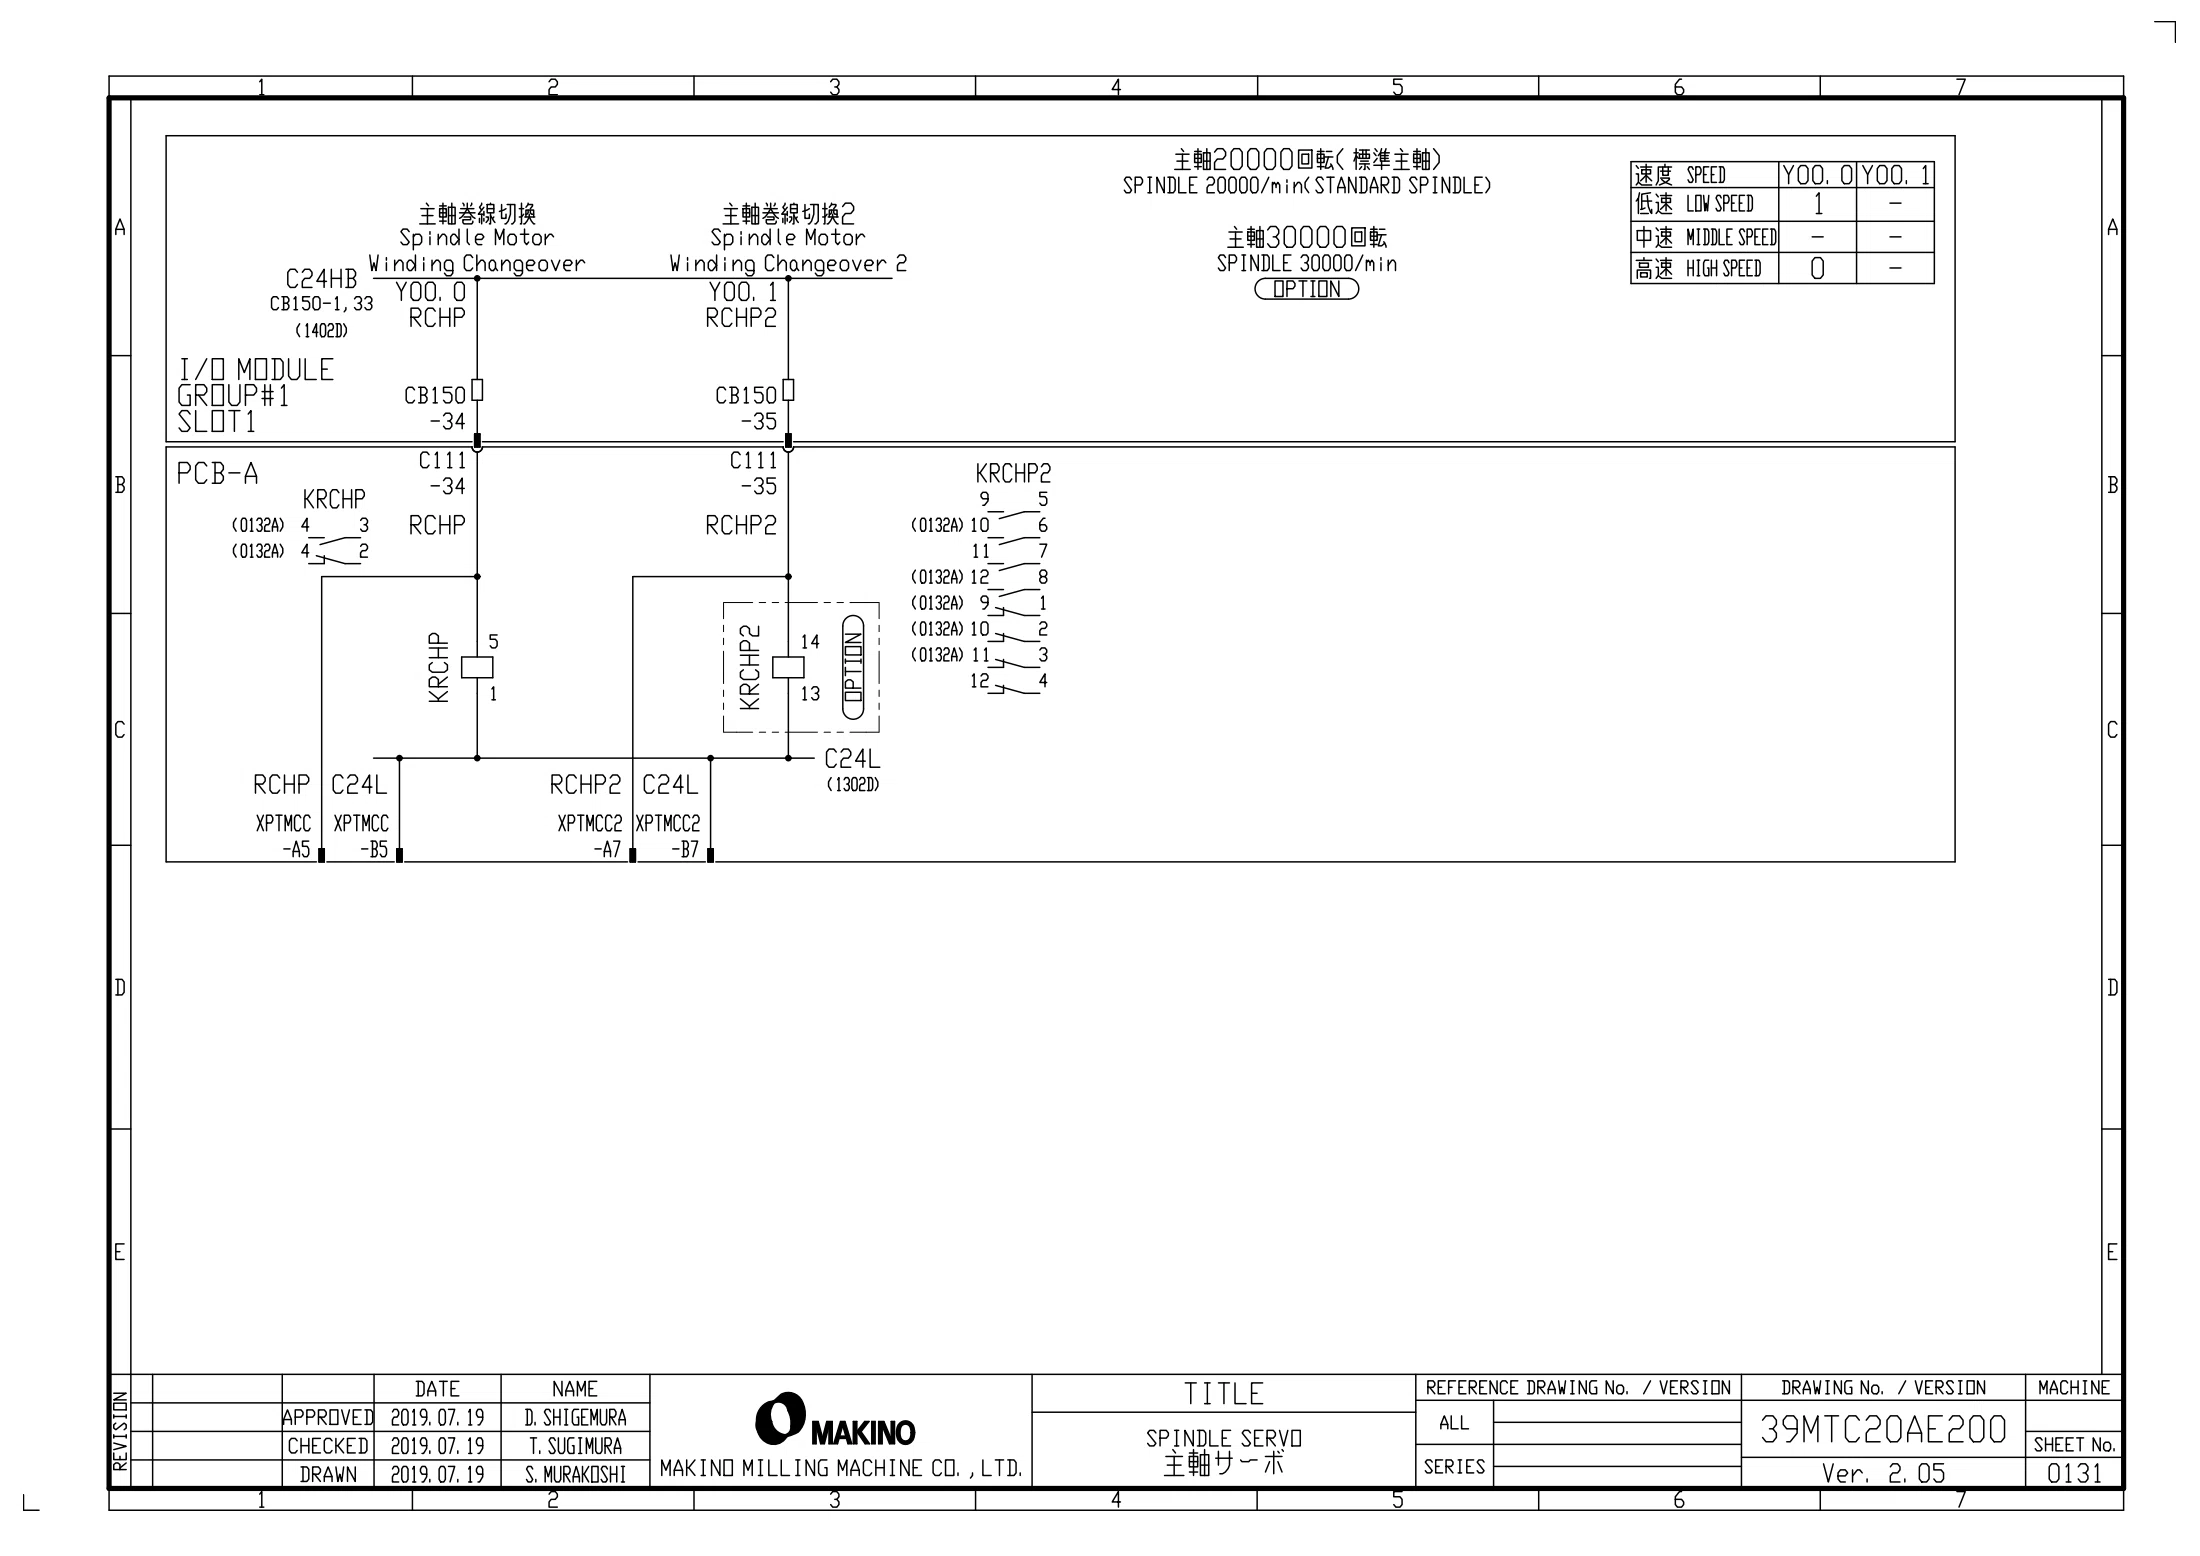 1 2 3 4 5 6 7
A
B
C
D
E
A
B
C
D
E
主軸20000回転(標準主軸)
SPINDLE 20000/min(STANDARD SPINDLE)
主軸30000回転
SPINDLE 30000/min
OPTION
速度 SPEED Y00.0 Y00.1
低速 LOW SPEED 1 -
中速 MIDDLE SPEED - -
高速 HIGH SPEED 0 -
主軸巻線切換
Spindle Motor
Winding Changeover
主軸巻線切換2
Spindle Motor
Winding Changeover 2
C24HB
CB150-1,33
(1402D)
Y00.0
RCHP
Y00.1
RCHP2
I/O MODULE
GROUP#1
SLOT1
CB150
-34
CB150
-35
PCB-A
C111
-34
RCHP
C111
-35
RCHP2
KRCHP
(0132A) 4 3
(0132A) 4 2
KRCHP2
9 5
(0132A) 10 6
11 7
(0132A) 12 8
(0132A) 9 1
(0132A) 10 2
(0132A) 11 3
12 4
KRCHP
5
1
KRCHP2
14
13
OPTION
C24L
(1302D)
RCHP C24L
XPTMCC XPTMCC
-A5 -B5
RCHP2 C24L
XPTMCC2 XPTMCC2
-A7 -B7
REVISION
DATE NAME
APPROVED 2019.07.19 D. SHIGEMURA
CHECKED 2019.07.19 T. SUGIMURA
DRAWN 2019.07.19 S. MURAKOSHI
MAKINO
MAKINO MILLING MACHINE CO.,LTD.
TITLE
SPINDLE SERVO
主軸サーボ
REFERENCE DRAWING No. / VERSION
ALL
SERIES
DRAWING No. / VERSION
39MTC20AE200
Ver. 2.05
MACHINE
SHEET No.
0131
1 2 3 4 5 6 7